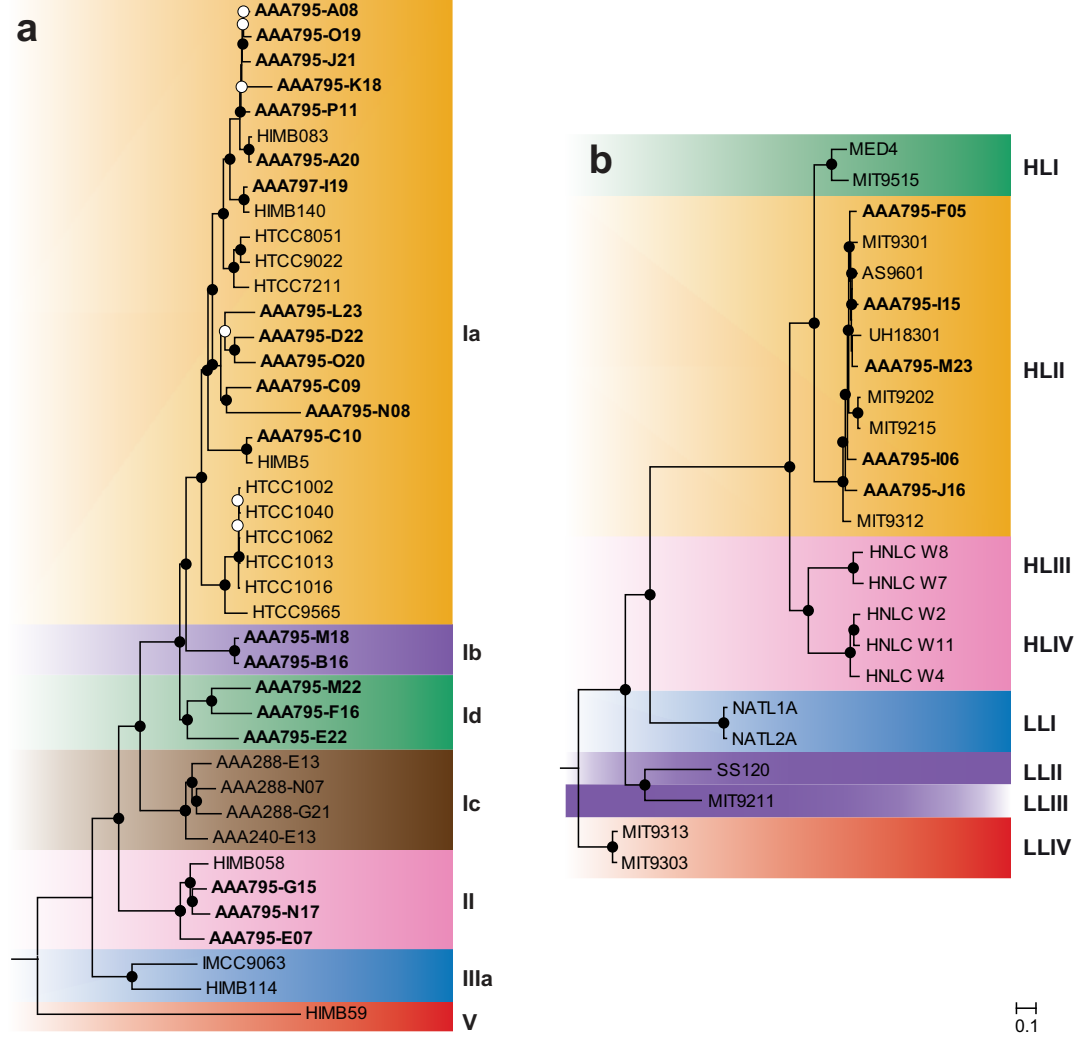 a
AAA795-A08
AAA795-O19
AAA795-J21
AAA795-K18
AAA795-P11
HIMB083
AAA795-A20
AAA797-I19
HIMB140
HTCC8051
HTCC9022
HTCC7211
AAA795-L23
AAA795-D22
AAA795-O20
AAA795-C09
AAA795-N08
AAA795-C10
HIMB5
HTCC1002
HTCC1040
HTCC1062
HTCC1013
HTCC1016
HTCC9565
Ia
AAA795-M18
AAA795-B16
Ib
AAA795-M22
AAA795-F16
AAA795-E22
Id
AAA288-E13
AAA288-N07
AAA288-G21
AAA240-E13
Ic
HIMB058
AAA795-G15
AAA795-N17
AAA795-E07
II
IMCC9063
HIMB114
IIIa
HIMB59
V
b
MED4
MIT9515
HLI
AAA795-F05
MIT9301
AS9601
AAA795-I15
UH18301
AAA795-M23
MIT9202
MIT9215
AAA795-I06
AAA795-J16
MIT9312
HLII
HNLC W8
HNLC W7
HLIII
HNLC W2
HNLC W11
HNLC W4
HLIV
NATL1A
NATL2A
LLI
SS120
LLII
MIT9211
LLIII
MIT9313
MIT9303
LLIV
0.1